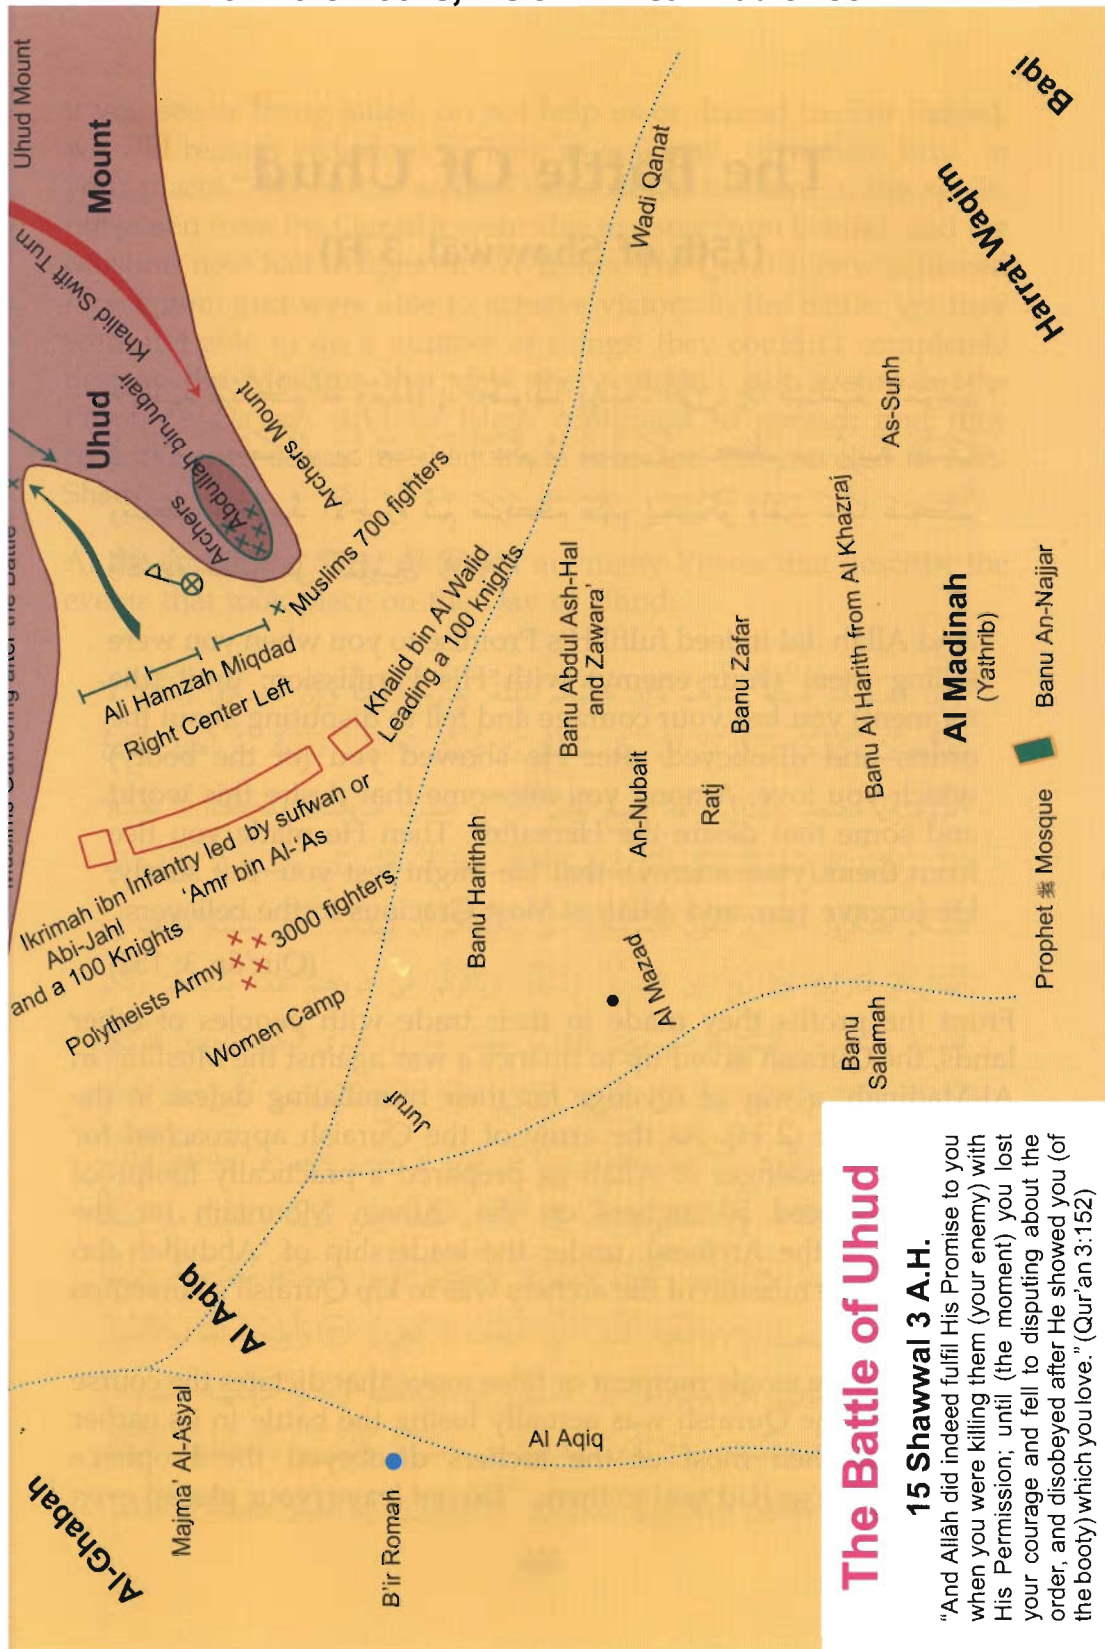 Uhud Mount
Mount
Uhud
Khalid Swift Turn
Archers
Abdullah binJubair
Archers Mount
Muslims 700 fighters
Ali Hamzah Miqdad
Right Center Left
Khalid bin Al Walid
Leading a 100 knights
Ikrimah ibn
Abi-Jahl
and a 100 Knights
Infantry led by sufwan or
'Amr bin Al-'As
Polytheists Army
3000 fighters
Women Camp
Wadi Qanat
Baqi
Harrat Waqim
As-Sunh
Banu Abdul Ash-Hal
and Zawara'
Banu Zafar
Banu Al Harith from Al Khazraj
Al Madinah
(Yathrib)
Banu An-Najjar
An-Nubait
Ratj
Banu Harithah
Prophet ﷺ Mosque
Al Mazad
Banu
Salamah
Juruf
Al Aqiq
Al Aqiq
Majma' Al-Asyal
B'ir Romah
Al-Ghabah
The Battle of Uhud
15 Shawwal 3 A.H.
"And Allâh did indeed fulfil His Promise to you
when you were killing them (your enemy) with
His Permission; until (the moment) you lost
your courage and fell to disputing about the
order, and disobeyed after He showed you (of
the booty) which you love." (Qur'an 3:152)